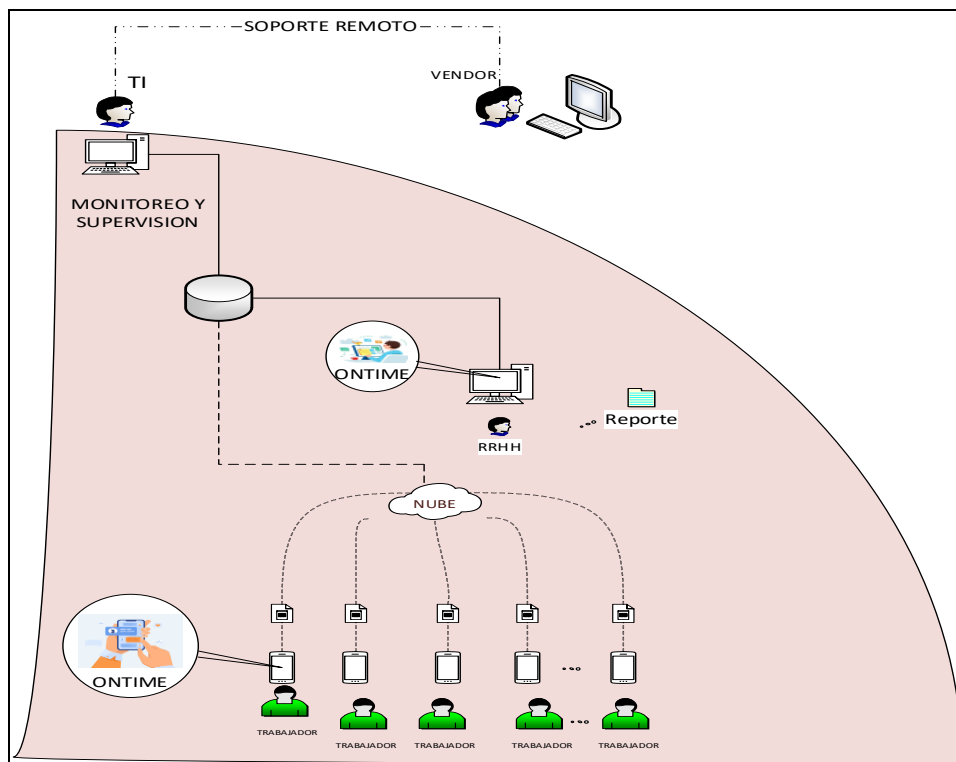 SOPORTE REMOTO
TI
VENDOR
MONITOREO Y
SUPERVISION
ONTIME
Reporte
RRHH
NUBE
ONTIME
TRABAJADOR
TRABAJADOR
TRABAJADOR
TRABAJADOR
TRABAJADOR